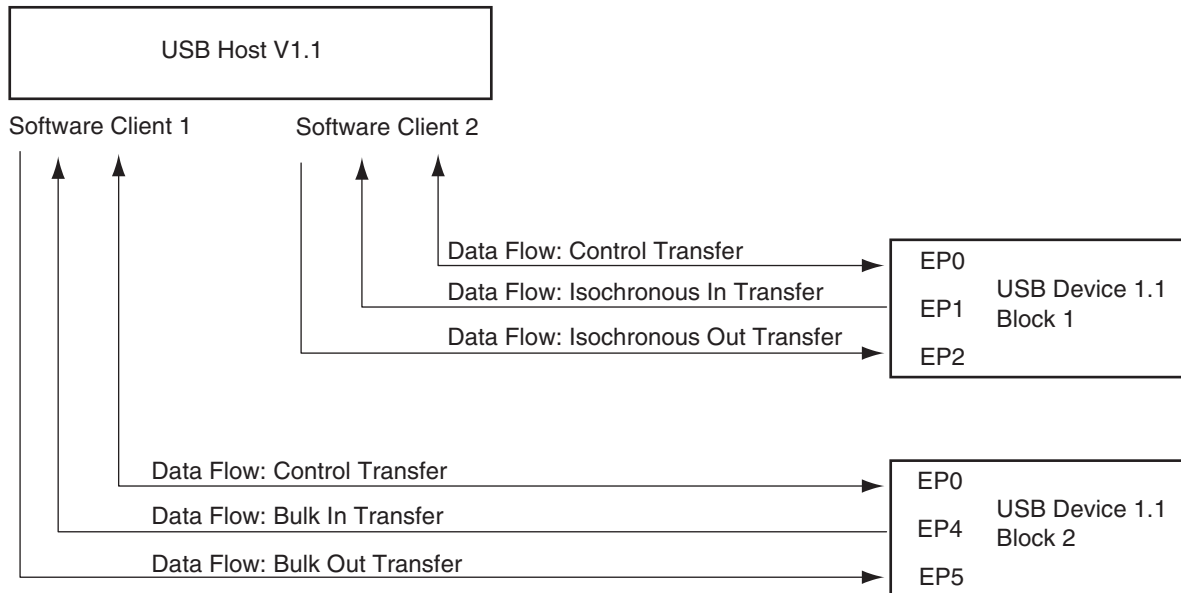 USB Host V1.1
Software Client 1
Software Client 2
Data Flow: Control Transfer
Data Flow: Isochronous In Transfer
Data Flow: Isochronous Out Transfer
EP0
EP1
EP2
USB Device 1.1
Block 1
Data Flow: Control Transfer
Data Flow: Bulk In Transfer
Data Flow: Bulk Out Transfer
EP0
EP4
EP5
USB Device 1.1
Block 2